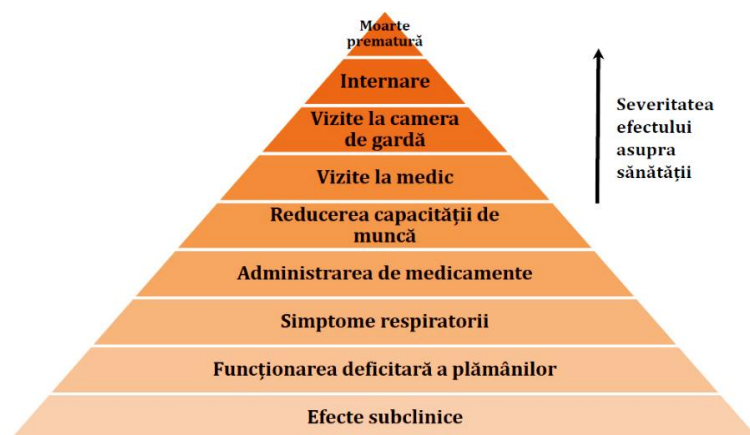 Moarte
prematură
Internare
Vizite la camera
de gardă
Vizite la medic
Reducerea capacității de
muncă
Administrarea de medicamente
Simptome respiratorii
Funcționarea deficitară a plămânilor
Efecte subclinice
Severitatea
efectului
asupra
sănătății